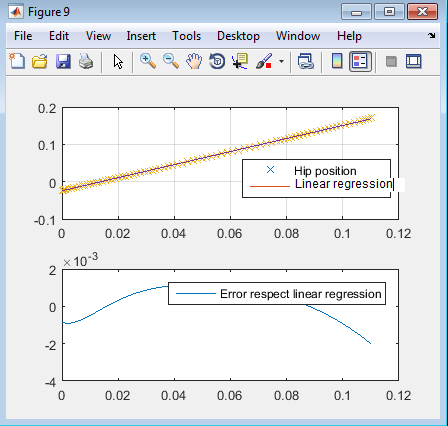 Figure 9
File Edit View Insert Tools Desktop Window Help
0.2
0.1
0
-0.1
Hip position
Linear regression
0 0.02 0.04 0.06 0.08 0.1 0.12
×10⁻³
2
0
-2
-4
Error respect linear regression
0 0.02 0.04 0.06 0.08 0.1 0.12